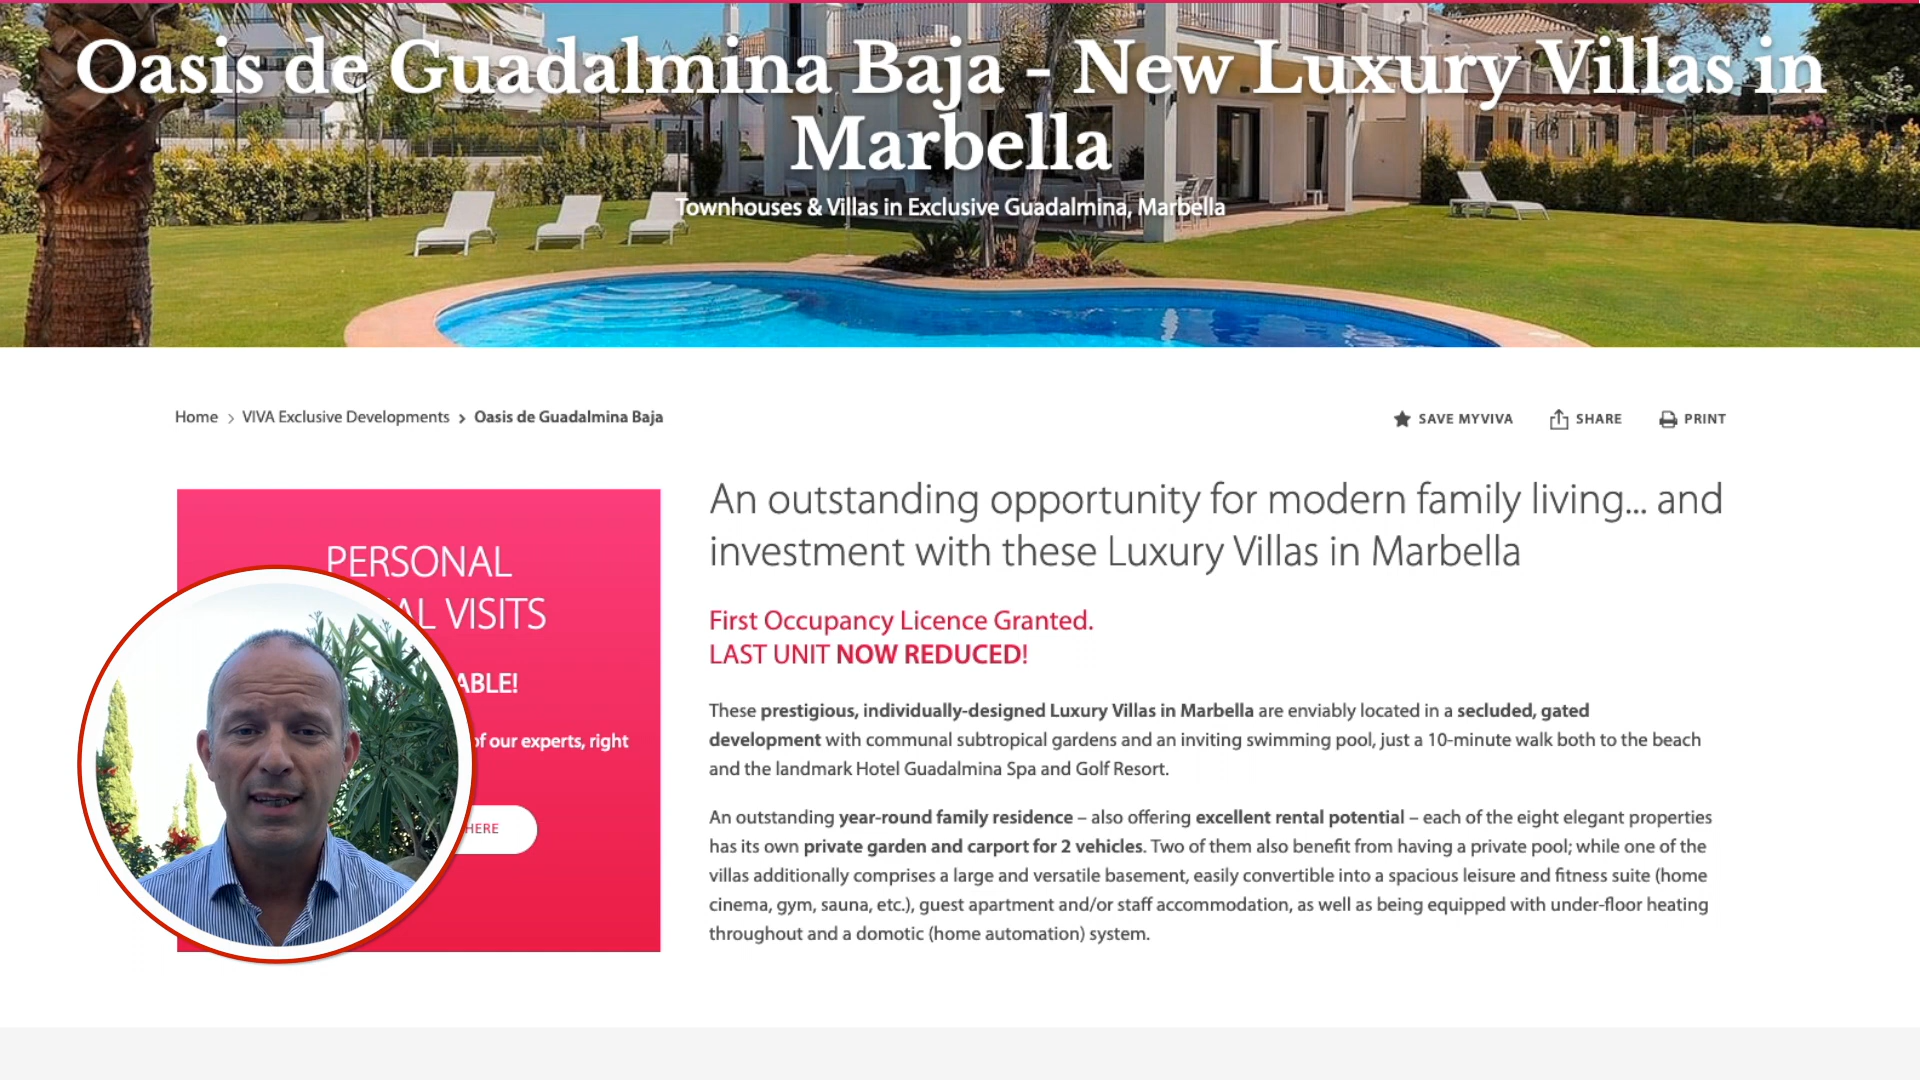 Oasis de Guadalmina Baja - New Luxury Villas in
Marbella
Townhouses & Villas in Exclusive Guadalmina, Marbella
Home > VIVA Exclusive Developments > Oasis de Guadalmina Baja
SAVE MYVIVA SHARE PRINT
PERSONAL
VISITS
of our experts, right
HERE
An outstanding opportunity for modern family living... and
investment with these Luxury Villas in Marbella
First Occupancy Licence Granted.
LAST UNIT NOW REDUCED!
These prestigious, individually-designed Luxury Villas in Marbella are enviably located in a secluded, gated
development with communal subtropical gardens and an inviting swimming pool, just a 10-minute walk both to the beach
and the landmark Hotel Guadalmina Spa and Golf Resort.
An outstanding year-round family residence – also offering excellent rental potential – each of the eight elegant properties
has its own private garden and carport for 2 vehicles. Two of them also benefit from having a private pool; while one of the
villas additionally comprises a large and versatile basement, easily convertible into a spacious leisure and fitness suite (home
cinema, gym, sauna, etc.), guest apartment and/or staff accommodation, as well as being equipped with under-floor heating
throughout and a domotic (home automation) system.